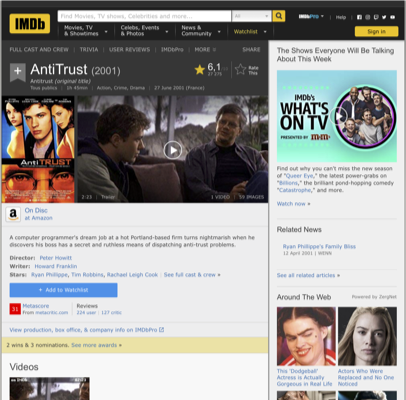 IMDb
Find Movies, TV shows, Celebrities and more...
All
IMDbPro
Help
Movies, TV & Showtimes
Celebs, Events & Photos
News & Community
Watchlist
Sign in
FULL CAST AND CREW | TRIVIA | USER REVIEWS | IMDbPro | MORE
SHARE
AntiTrust (2001)
Antitrust (original title)
Tous publics | 1h 45min | Action, Crime, Drama | 27 June 2001 (France)
6,1
Rate This
ANTITRUST
2:23 | Trailer
1 VIDEO | 59 IMAGES
On Disc
at Amazon
A computer programmer's dream job at a hot Portland-based firm turns nightmarish when he
discovers his boss has a secret and ruthless means of dispatching anti-trust problems.
Director: Peter Howitt
Writer: Howard Franklin
Stars: Ryan Phillippe, Tim Robbins, Rachael Leigh Cook | See full cast & crew »
+ Add to Watchlist
31
Metascore
From metacritic.com
Reviews
224 user | 127 critic
View production, box office, & company info on IMDbPro
2 wins & 3 nominations. See more awards »
Videos
The Shows Everyone Will Be Talking
About This Week
IMDb's
WHAT'S
ON TV
PRESENTED BY m&m's
Find out why you can't miss the new season
of "Queer Eye," the latest power-grabs on
"Billions," the brilliant pond-hopping comedy
"Catastrophe," and more.
Watch now »
Related News
Ryan Phillippe's Family Bliss
12 April 2001 | WENN
See all related articles »
Around The Web
Powered by ZergNet
This 'Dodgeball'
Actress is Actually
Gorgeous in Real Life
Actors Who Were
Replaced and No One
Noticed